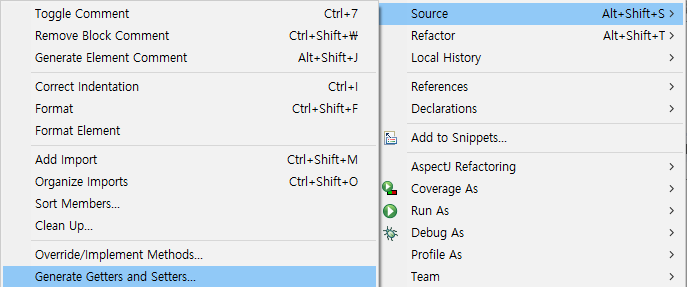 Toggle Comment Ctrl+7
Remove Block Comment Ctrl+Shift+₩
Generate Element Comment Alt+Shift+J
Correct Indentation Ctrl+I
Format Ctrl+Shift+F
Format Element
Add Import Ctrl+Shift+M
Organize Imports Ctrl+Shift+O
Sort Members...
Clean Up...
Override/Implement Methods...
Generate Getters and Setters...
Source Alt+Shift+S >
Refactor Alt+Shift+T >
Local History >
References >
Declarations >
Add to Snippets...
AspectJ Refactoring >
Coverage As >
Run As >
Debug As >
Profile As >
Team >